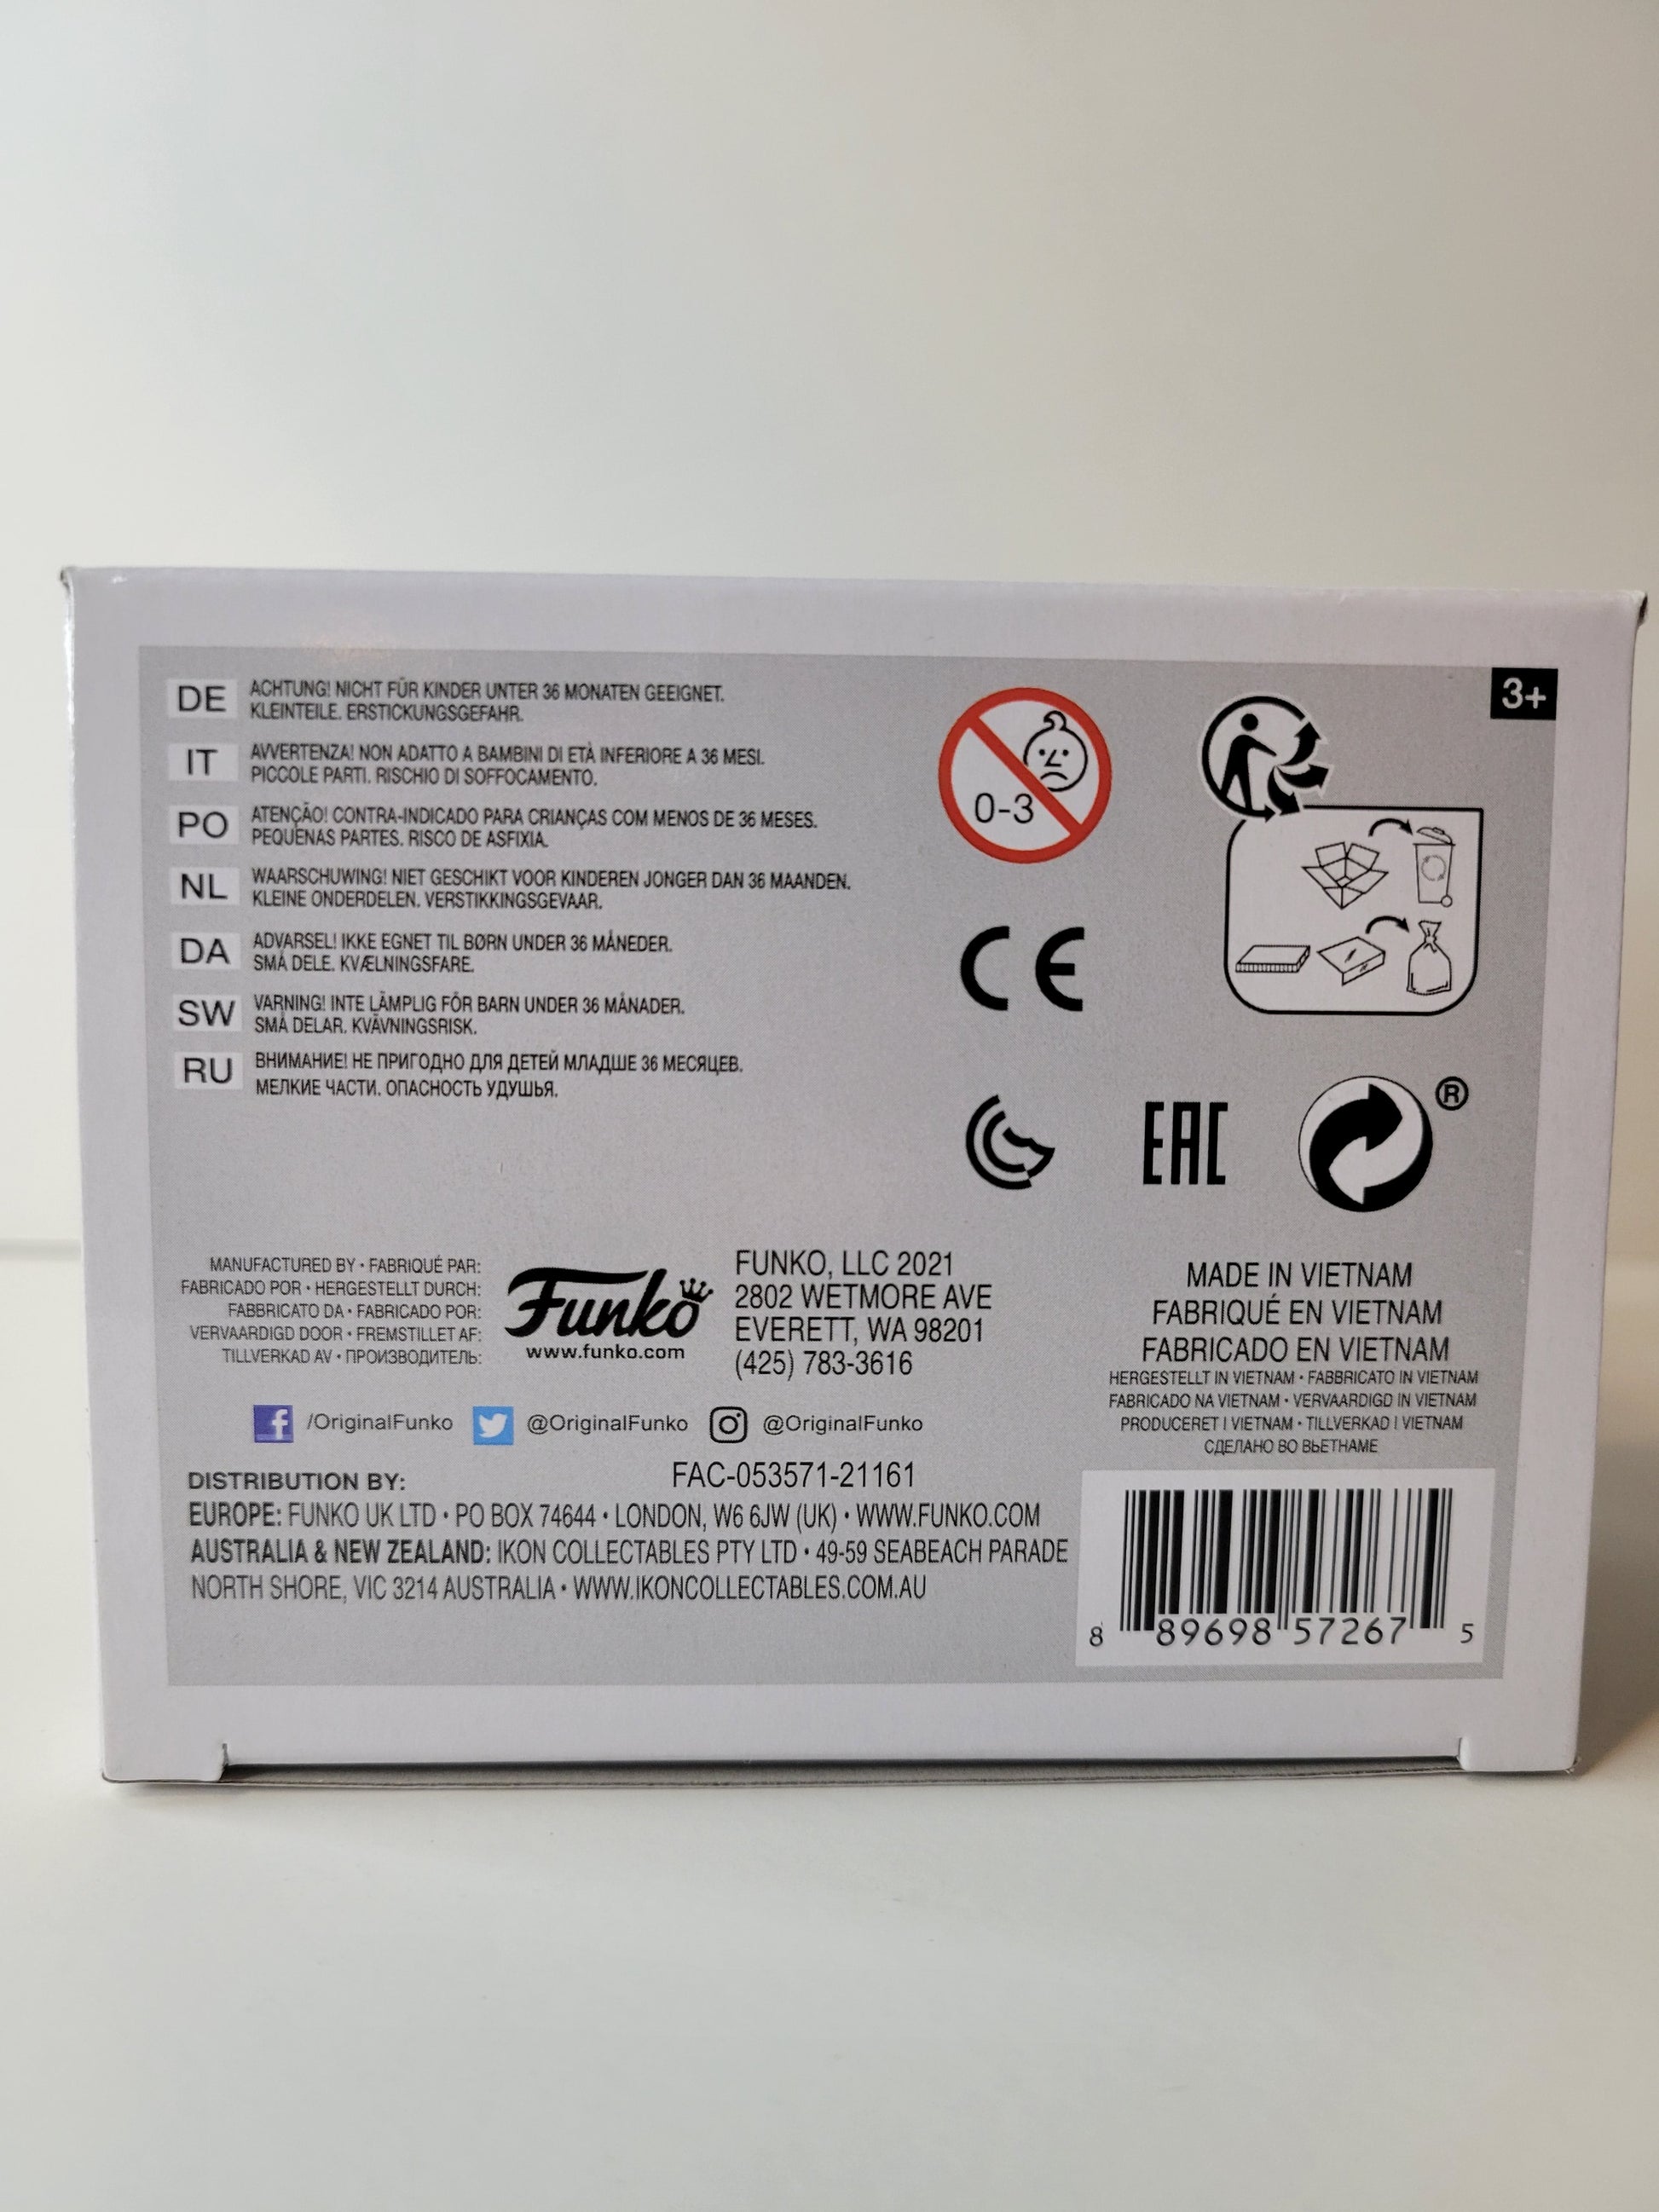 3+
DE ACHTUNG! NICHT FÜR KINDER UNTER 36 MONATEN GEEIGNET.
KLEINTEILE. ERSTICKUNGSGEFAHR.
IT AVVERTENZA! NON ADATTO A BAMBINI DI ETÀ INFERIORE A 36 MESI.
PICCOLE PARTI. RISCHIO DI SOFFOCAMENTO.
PO ATENÇÃO! CONTRA-INDICADO PARA CRIANÇAS COM MENOS DE 36 MESES.
PEQUENAS PARTES. RISCO DE ASFIXIA.
NL WAARSCHUWING! NIET GESCHIKT VOOR KINDEREN JONGER DAN 36 MAANDEN.
KLEINE ONDERDELEN. VERSTIKKINGSGEVAAR.
DA ADVARSEL! IKKE EGNET TIL BØRN UNDER 36 MÅNEDER.
SMÅ DELE. KVÆLNINGSFARE.
SW VARNING! INTE LÄMPLIG FÖR BARN UNDER 36 MÅNADER.
SMÅ DELAR. KVÄVNINGSRISK.
RU ВНИМАНИЕ! НЕ ПРИГОДНО ДЛЯ ДЕТЕЙ МЛАДШЕ 36 МЕСЯЦЕВ.
МЕЛКИЕ ЧАСТИ. ОПАСНОСТЬ УДУШЬЯ.
0-3
CE
EAC
®
MANUFACTURED BY • FABRIQUÉ PAR:
FABRICADO POR • HERGESTELLT DURCH:
FABBRICATO DA • FABRICADO POR:
VERVAARDIGD DOOR • FREMSTILLET AF:
TILLVERKAD AV • ПРОИЗВОДИТЕЛЬ:
Funko
www.funko.com
FUNKO, LLC 2021
2802 WETMORE AVE
EVERETT, WA 98201
(425) 783-3616
MADE IN VIETNAM
FABRIQUÉ EN VIETNAM
FABRICADO EN VIETNAM
HERGESTELLT IN VIETNAM • FABBRICATO IN VIETNAM
FABRICADO NA VIETNAM • VERVAARDIGD IN VIETNAM
PRODUCERET I VIETNAM • TILLVERKAD I VIETNAM
СДЕЛАНО ВО ВЬЕТНАМЕ
/OriginalFunko @OriginalFunko @OriginalFunko
FAC-053571-21161
DISTRIBUTION BY:
EUROPE: FUNKO UK LTD • PO BOX 74644 • LONDON, W6 6JW (UK) • WWW.FUNKO.COM
AUSTRALIA & NEW ZEALAND: IKON COLLECTABLES PTY LTD • 49-59 SEABEACH PARADE
NORTH SHORE, VIC 3214 AUSTRALIA • WWW.IKONCOLLECTABLES.COM.AU
8 89698 57267 5